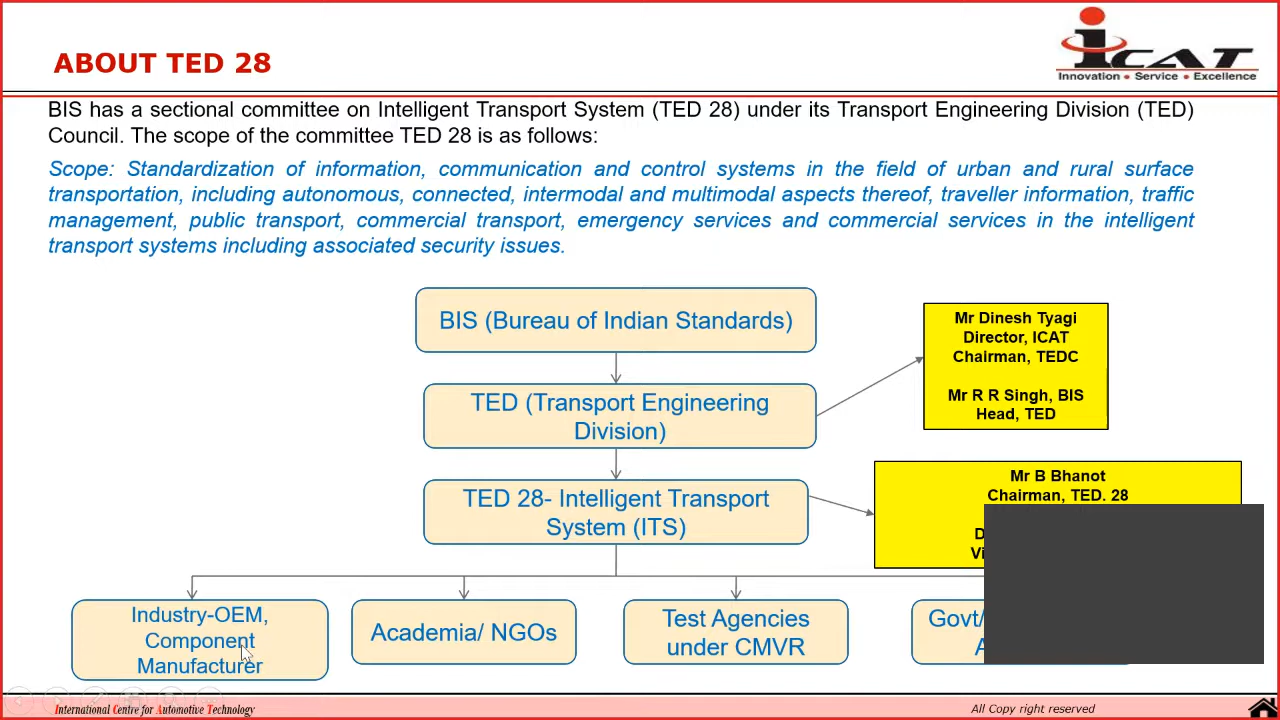 ABOUT TED 28
iCAT
Innovation • Service • Excellence
BIS has a sectional committee on Intelligent Transport System (TED 28) under its Transport Engineering Division (TED)
Council. The scope of the committee TED 28 is as follows:
Scope: Standardization of information, communication and control systems in the field of urban and rural surface
transportation, including autonomous, connected, intermodal and multimodal aspects thereof, traveller information, traffic
management, public transport, commercial transport, emergency services and commercial services in the intelligent
transport systems including associated security issues.
BIS (Bureau of Indian Standards)
Mr Dinesh Tyagi
Director, ICAT
Chairman, TEDC
Mr R R Singh, BIS
Head, TED
TED (Transport Engineering
Division)
TED 28- Intelligent Transport
System (ITS)
Mr B Bhanot
Chairman, TED. 28
Industry-OEM,
Component
Manufacturer
Academia/ NGOs
Test Agencies
under CMVR
Govt/
International Centre for Automotive Technology
All Copy right reserved